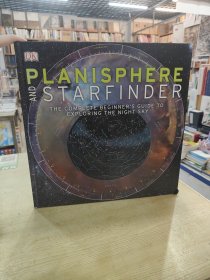 DK
PLANISPHERE
AND STARFINDER
THE COMPLETE BEGINNER'S GUIDE TO
EXPLORING THE NIGHT SKY